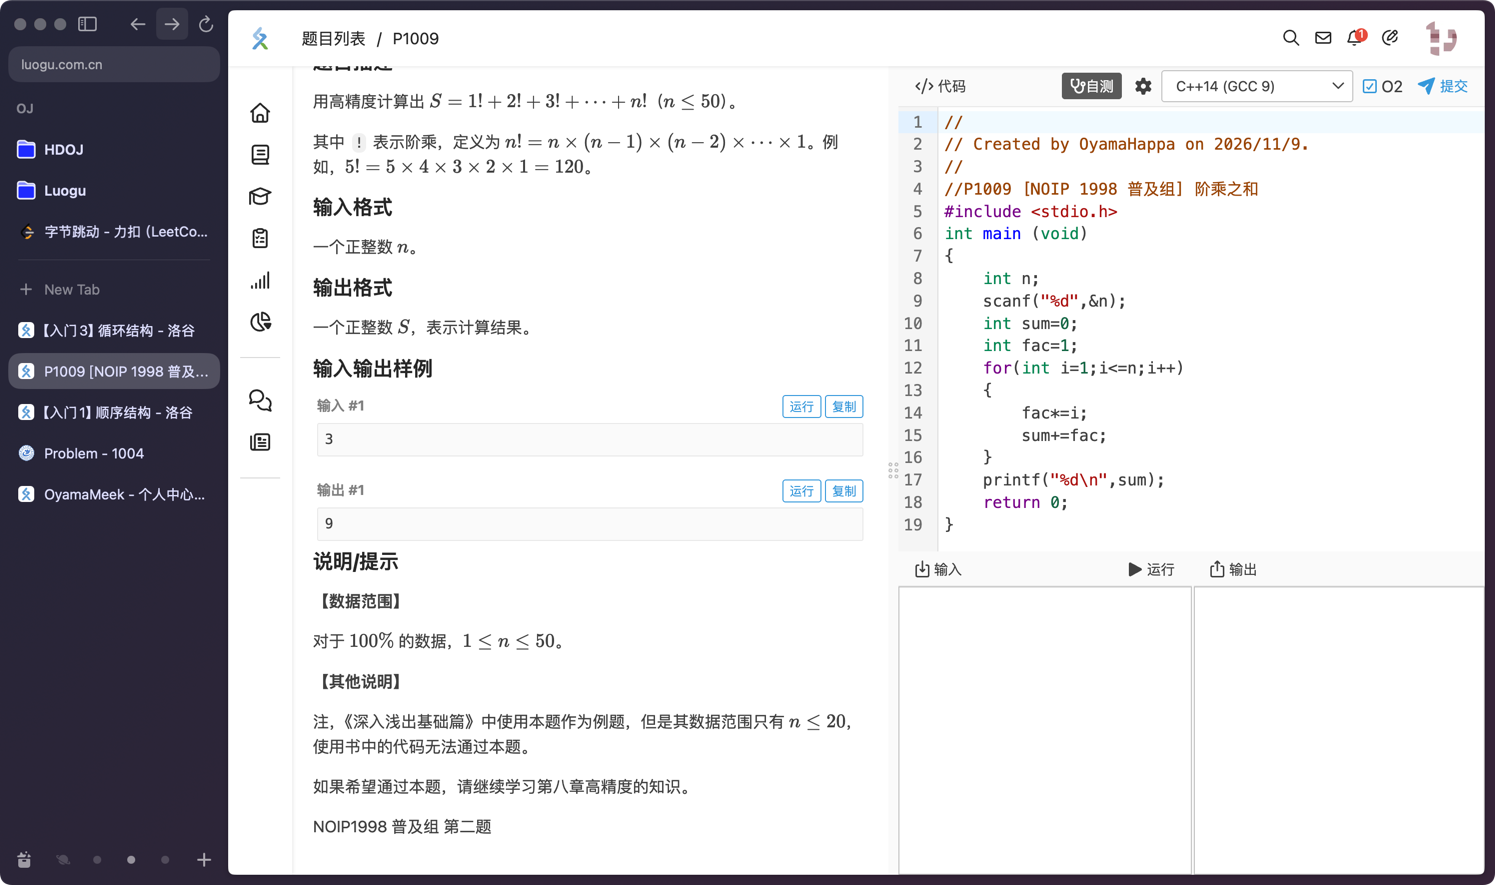 luogu.com.cn
OJ
HDOJ
Luogu
字节跳动 - 力扣 (LeetCo...
New Tab
【入门3】循环结构 - 洛谷
P1009 [NOIP 1998 普及...
【入门1】顺序结构 - 洛谷
Problem - 1004
OyamaMeek - 个人中心...
题目列表 / P1009
1
题目描述
用高精度计算出 S = 1! + 2! + 3! + ⋯ + n!（n ≤ 50）。
其中 ! 表示阶乘，定义为 n! = n × (n − 1) × (n − 2) × ⋯ × 1。例
如，5! = 5 × 4 × 3 × 2 × 1 = 120。
输入格式
一个正整数 n。
输出格式
一个正整数 S，表示计算结果。
输入输出样例
输入 #1 运行 复制
3
输出 #1 运行 复制
9
说明/提示
【数据范围】
对于 100% 的数据，1 ≤ n ≤ 50。
【其他说明】
注，《深入浅出基础篇》中使用本题作为例题，但是其数据范围只有 n ≤ 20，
使用书中的代码无法通过本题。
如果希望通过本题，请继续学习第八章高精度的知识。
NOIP1998 普及组 第二题
</> 代码 自测 C++14 (GCC 9) O2 提交
1 //
2 // Created by OyamaHappa on 2026/11/9.
3 //
4 //P1009 [NOIP 1998 普及组] 阶乘之和
5 #include <stdio.h>
6 int main (void)
7 {
8 int n;
9 scanf("%d",&n);
10 int sum=0;
11 int fac=1;
12 for(int i=1;i<=n;i++)
13 {
14 fac*=i;
15 sum+=fac;
16 }
17 printf("%d\n",sum);
18 return 0;
19 }
输入 运行 输出